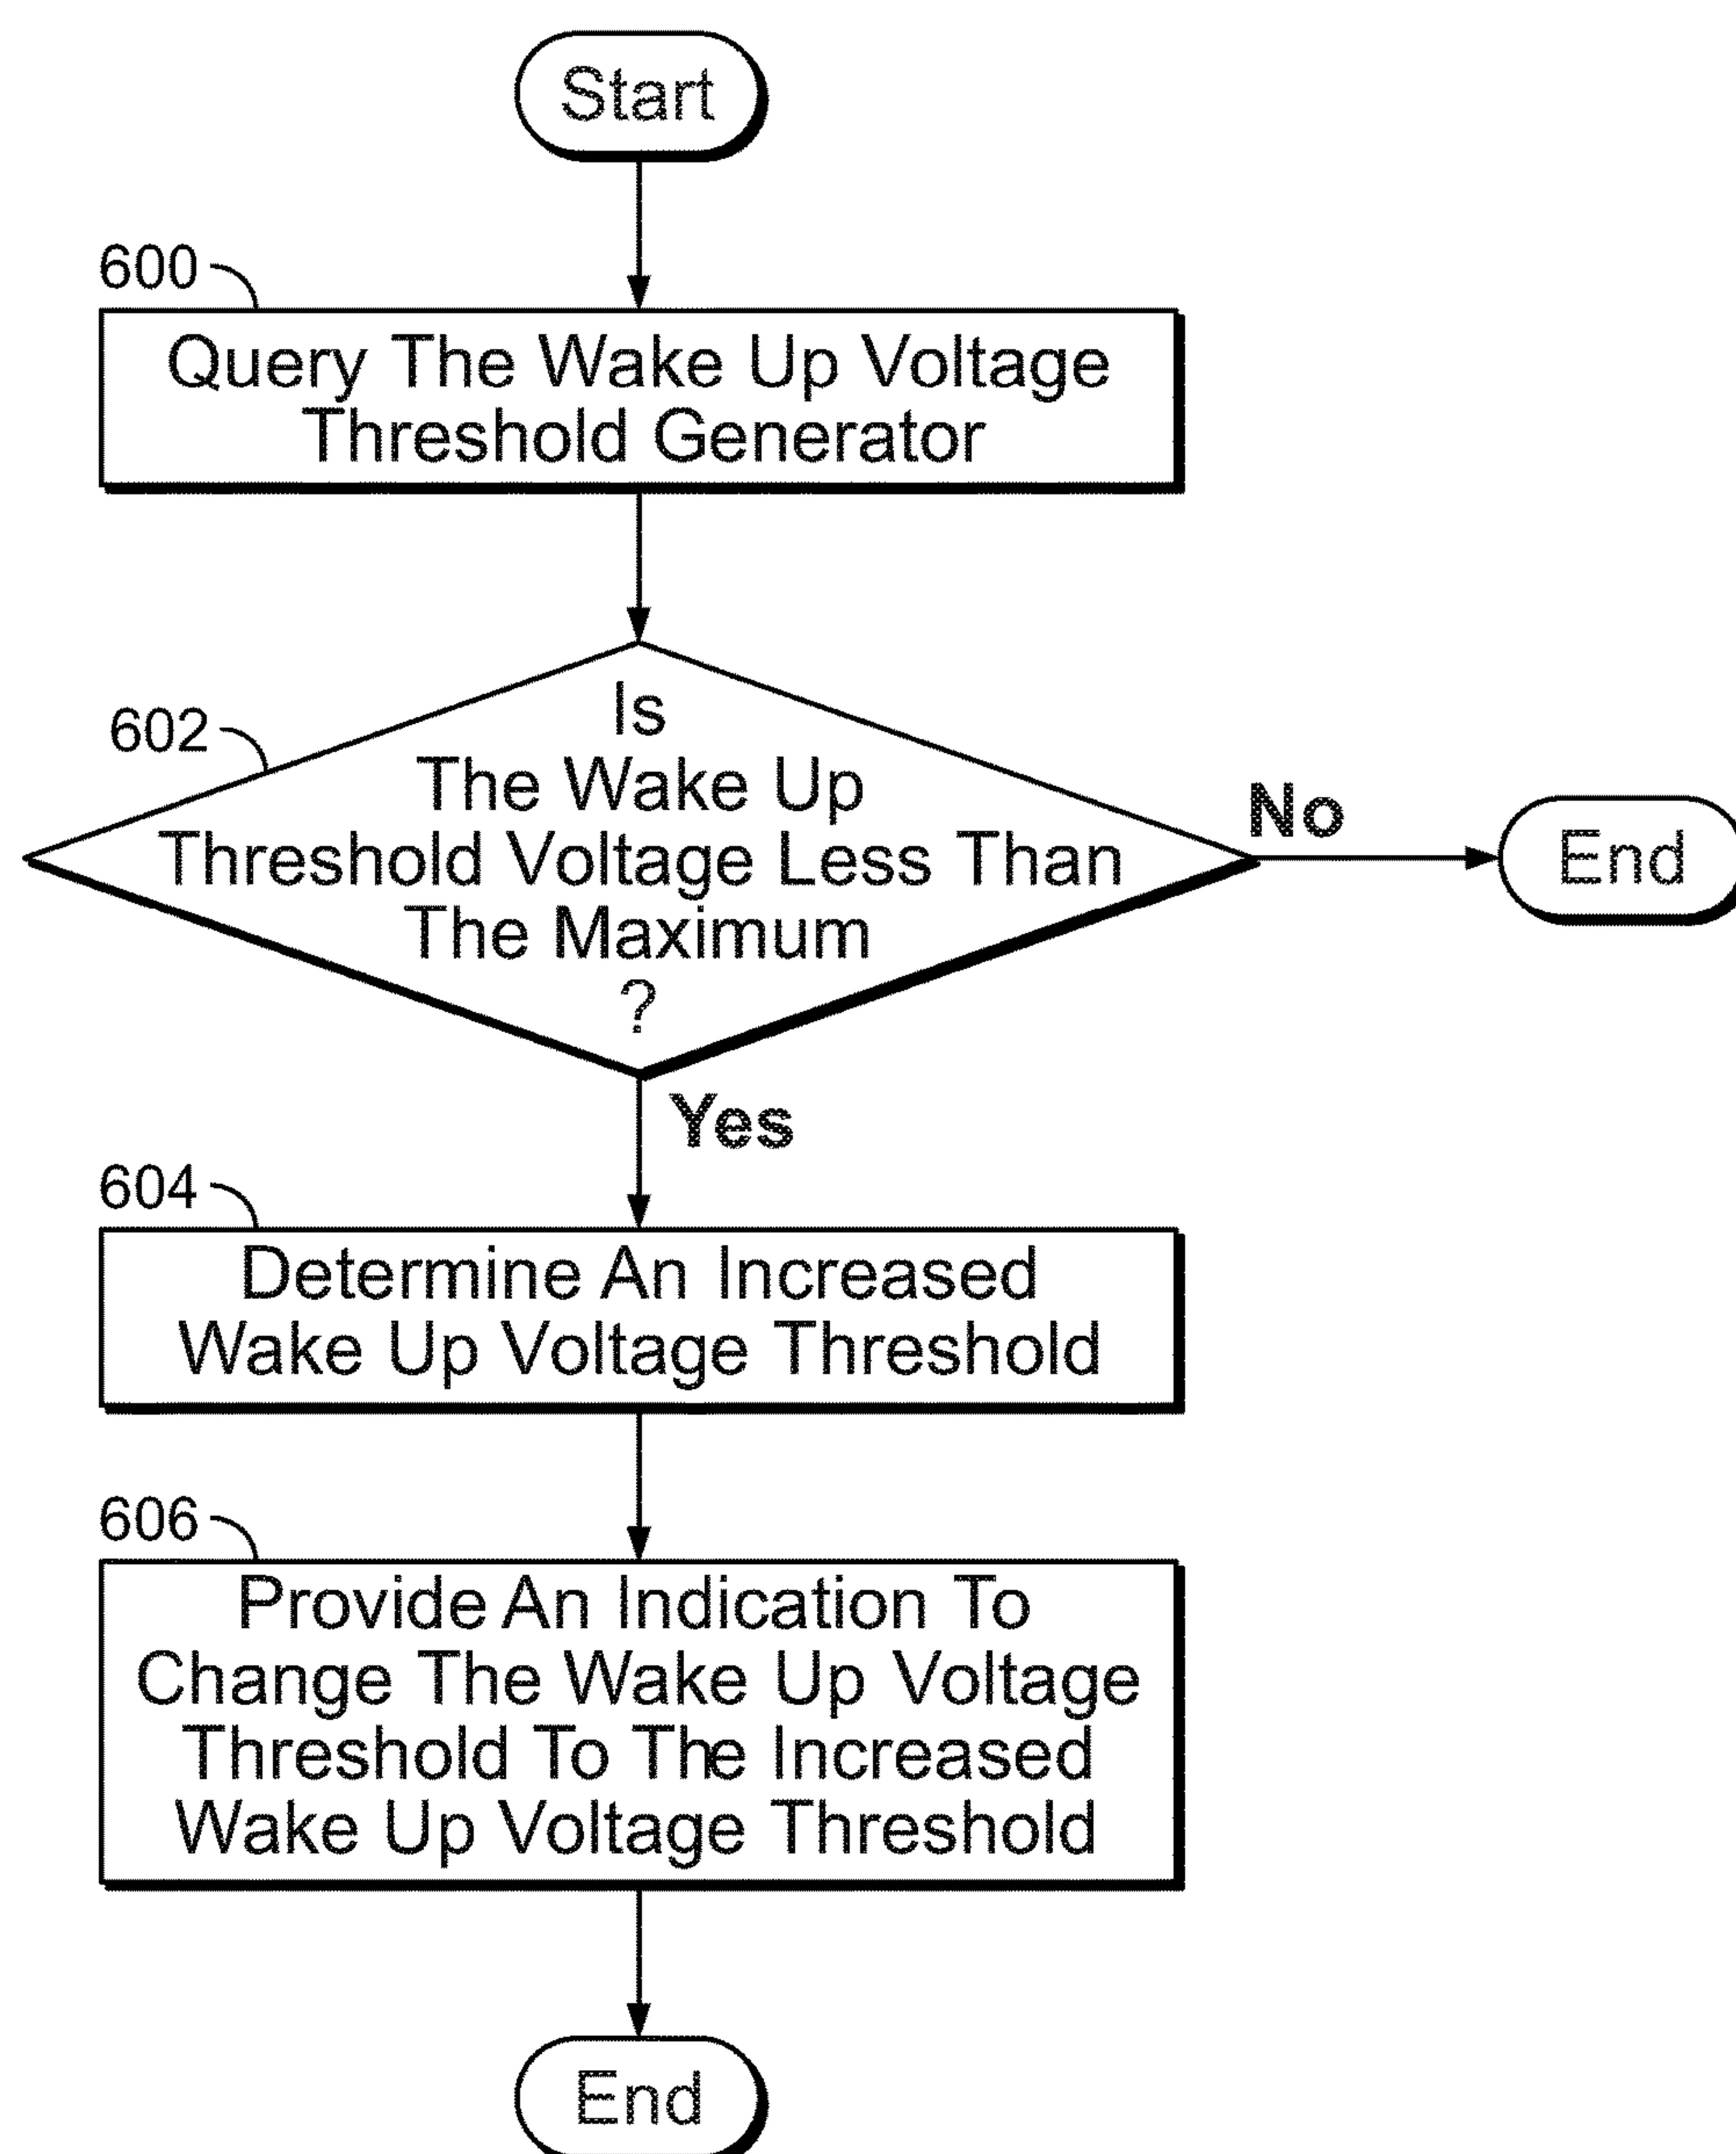 Start
600
Query The Wake Up Voltage
Threshold Generator
602
Is
The Wake Up
Threshold Voltage Less Than
The Maximum
?
No
End
Yes
604
Determine An Increased
Wake Up Voltage Threshold
606
Provide An Indication To
Change The Wake Up Voltage
Threshold To The Increased
Wake Up Voltage Threshold
End